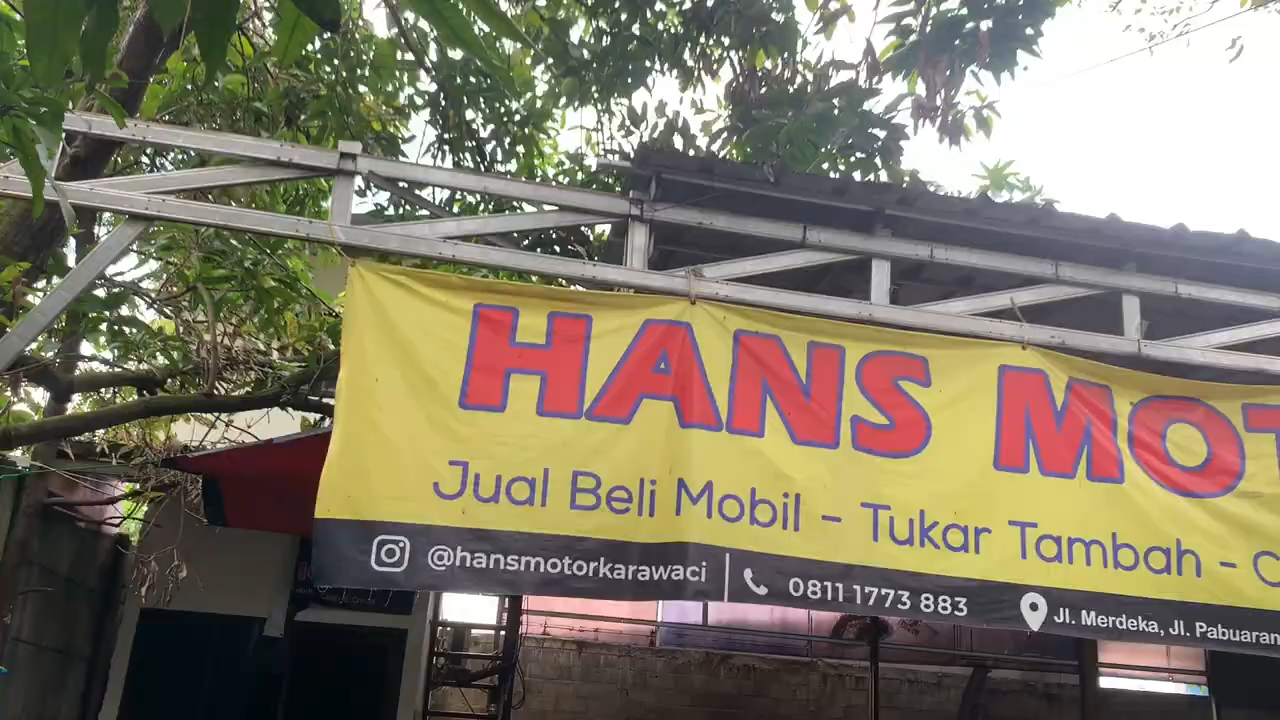 HANS MOT
Jual Beli Mobil - Tukar Tambah - C
@hansmotorkarawaci
0811 1773 883
Jl. Merdeka, Jl. Pabuaran